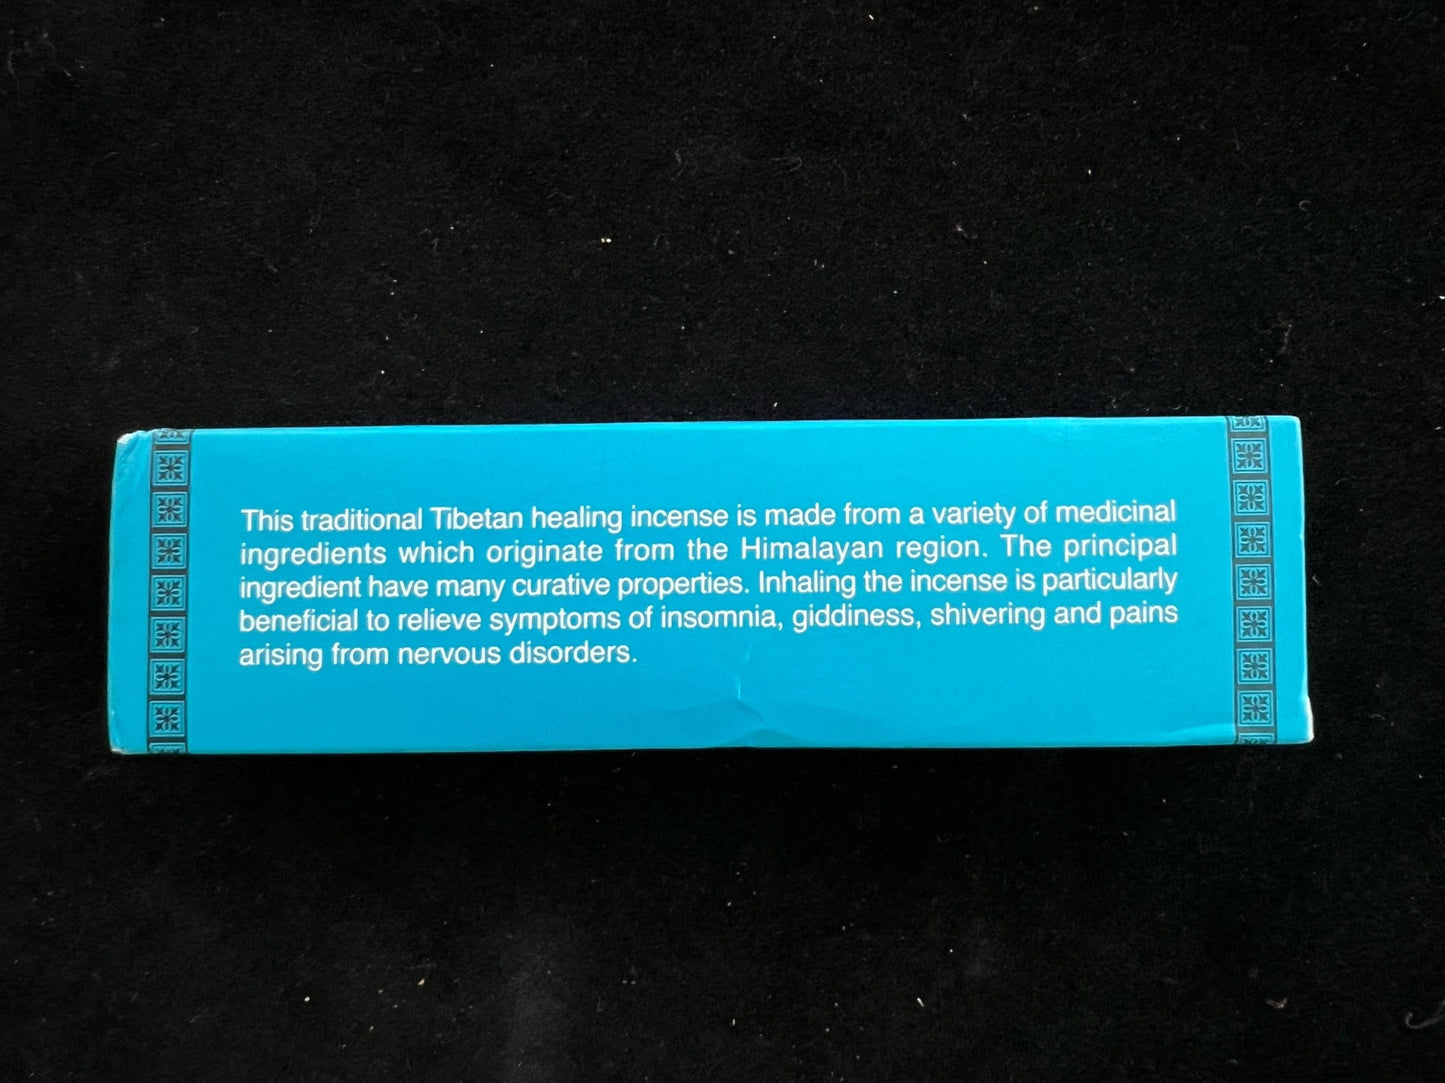 This traditional Tibetan healing incense is made from a variety of medicinal
ingredients which originate from the Himalayan region. The principal
ingredient have many curative properties. Inhaling the incense is particularly
beneficial to relieve symptoms of insomnia, giddiness, shivering and pains
arising from nervous disorders.